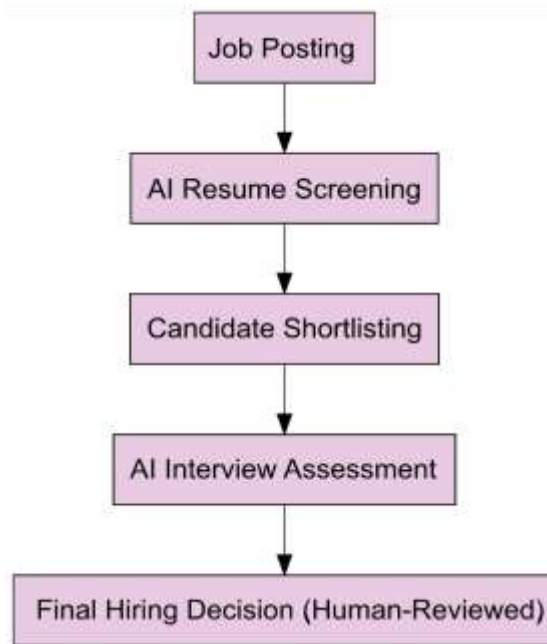 Job Posting
AI Resume Screening
Candidate Shortlisting
AI Interview Assessment
Final Hiring Decision (Human-Reviewed)